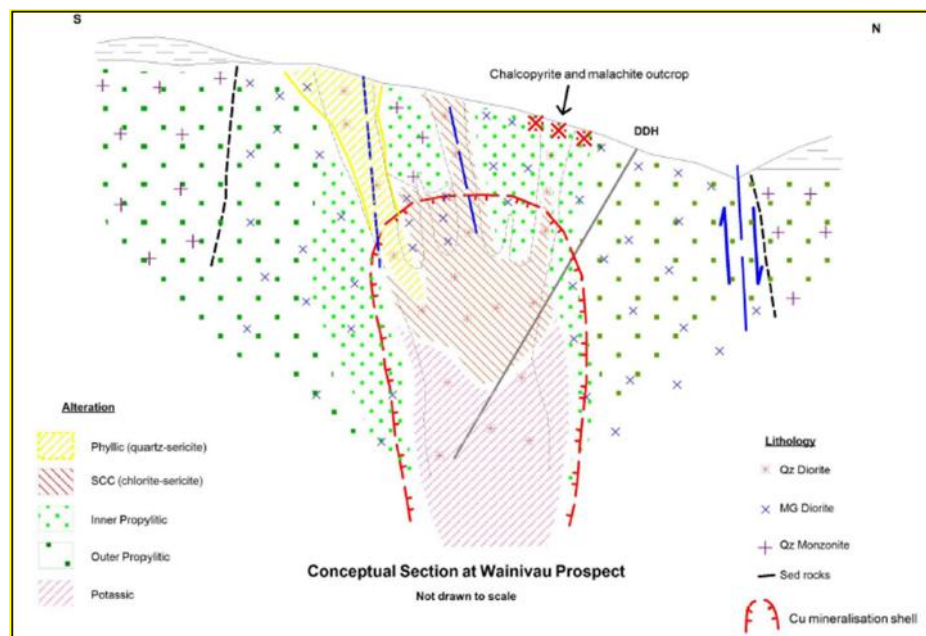 S
N
Chalcopyrite and malachite outcrop
DDH
Alteration
Phyllic (quartz-sericite)
SCC (chlorite-sericite)
Inner Propylitic
Outer Propylitic
Potassic
Lithology
Qz Diorite
MG Diorite
Qz Monzonite
Sed rocks
Cu mineralisation shell
Conceptual Section at Wainivau Prospect
Not drawn to scale